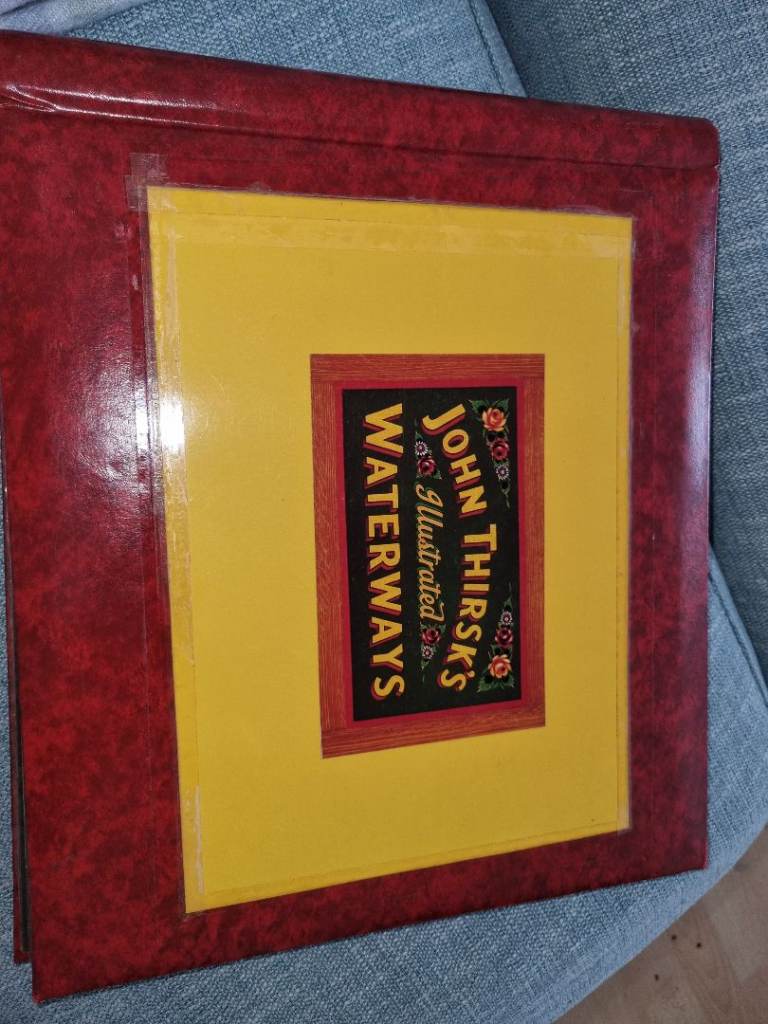 JOHN THIRSK'S
Illustrated
WATERWAYS